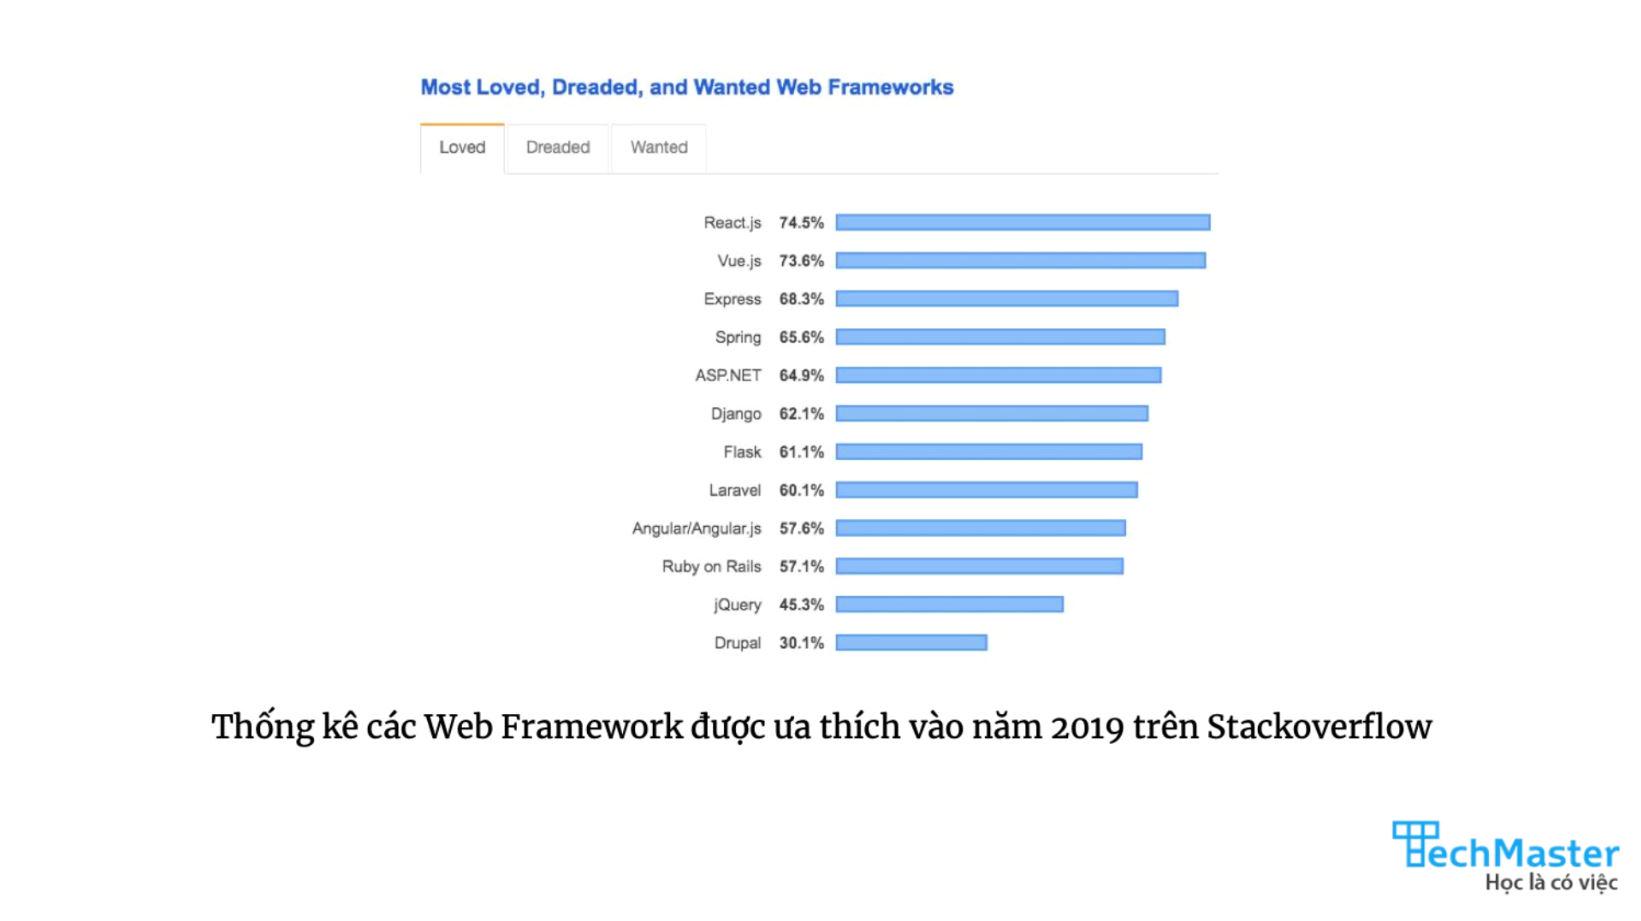 Most Loved, Dreaded, and Wanted Web Frameworks
Loved Dreaded Wanted
React.js 74.5%
Vue.js 73.6%
Express 68.3%
Spring 65.6%
ASP.NET 64.9%
Django 62.1%
Flask 61.1%
Laravel 60.1%
Angular/Angular.js 57.6%
Ruby on Rails 57.1%
jQuery 45.3%
Drupal 30.1%
Thống kê các Web Framework được ưa thích vào năm 2019 trên Stackoverflow
TechMaster
Học là có việc